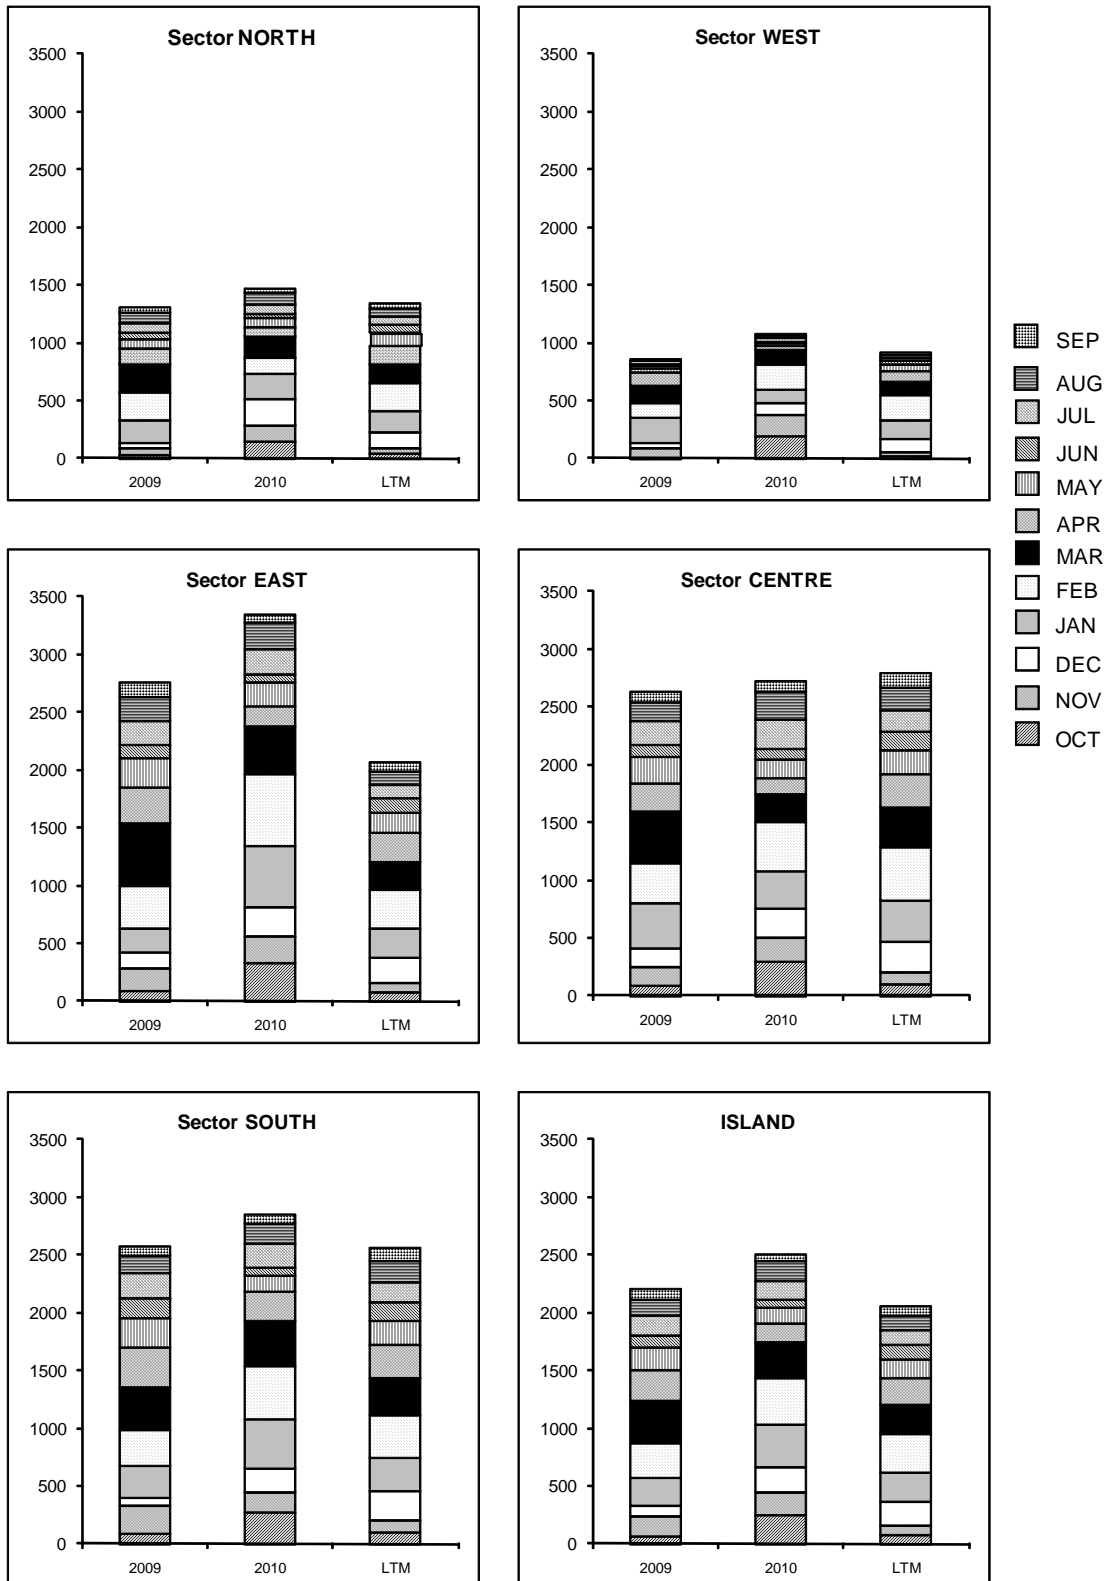 Sector NORTH
3500
3000
2500
2000
1500
1000
500
0
2009 2010 LTM
Sector WEST
3500
3000
2500
2000
1500
1000
500
0
2009 2010 LTM
SEP
AUG
JUL
JUN
MAY
APR
MAR
FEB
JAN
DEC
NOV
OCT
Sector EAST
3500
3000
2500
2000
1500
1000
500
0
2009 2010 LTM
Sector CENTRE
3500
3000
2500
2000
1500
1000
500
0
2009 2010 LTM
Sector SOUTH
3500
3000
2500
2000
1500
1000
500
0
2009 2010 LTM
ISLAND
3500
3000
2500
2000
1500
1000
500
0
2009 2010 LTM